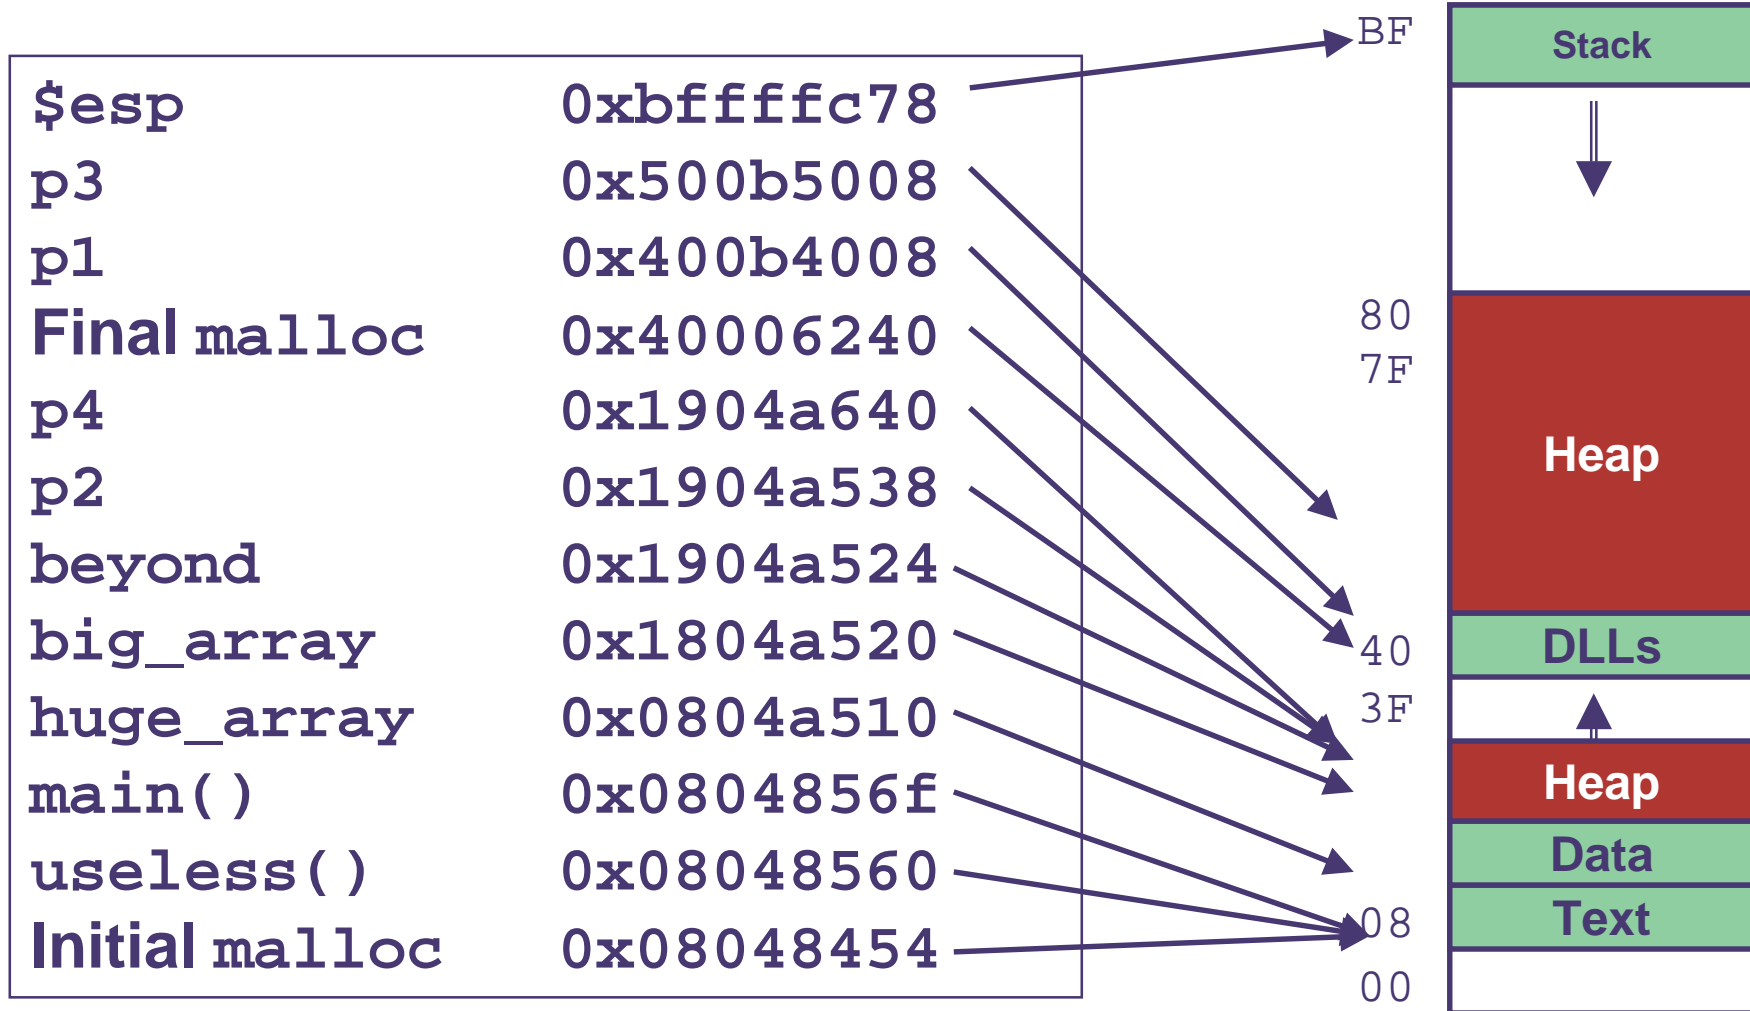 $esp 0xbffffc78
p3 0x500b5008
p1 0x400b4008
Final malloc 0x40006240
p4 0x1904a640
p2 0x1904a538
beyond 0x1904a524
big_array 0x1804a520
huge_array 0x0804a510
main() 0x0804856f
useless() 0x08048560
Initial malloc 0x08048454
BF
80
7F
40
3F
08
00
Stack
Heap
DLLs
Heap
Data
Text